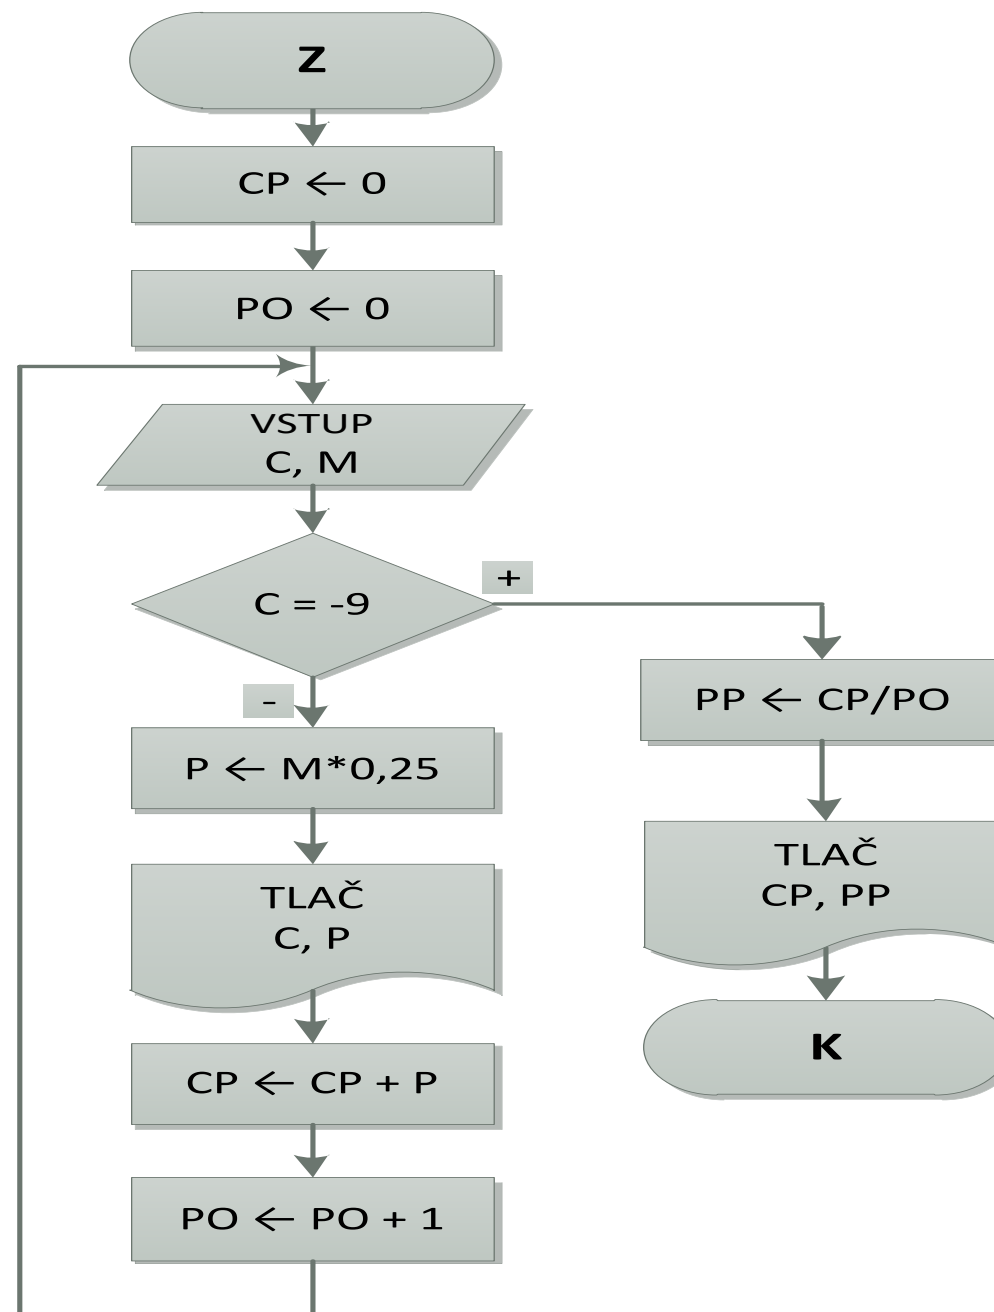 Z
CP ← 0
PO ← 0
VSTUP
C, M
C = -9
+
-
PP ← CP/PO
P ← M*0,25
TLAČ
CP, PP
TLAČ
C, P
K
CP ← CP + P
PO ← PO + 1